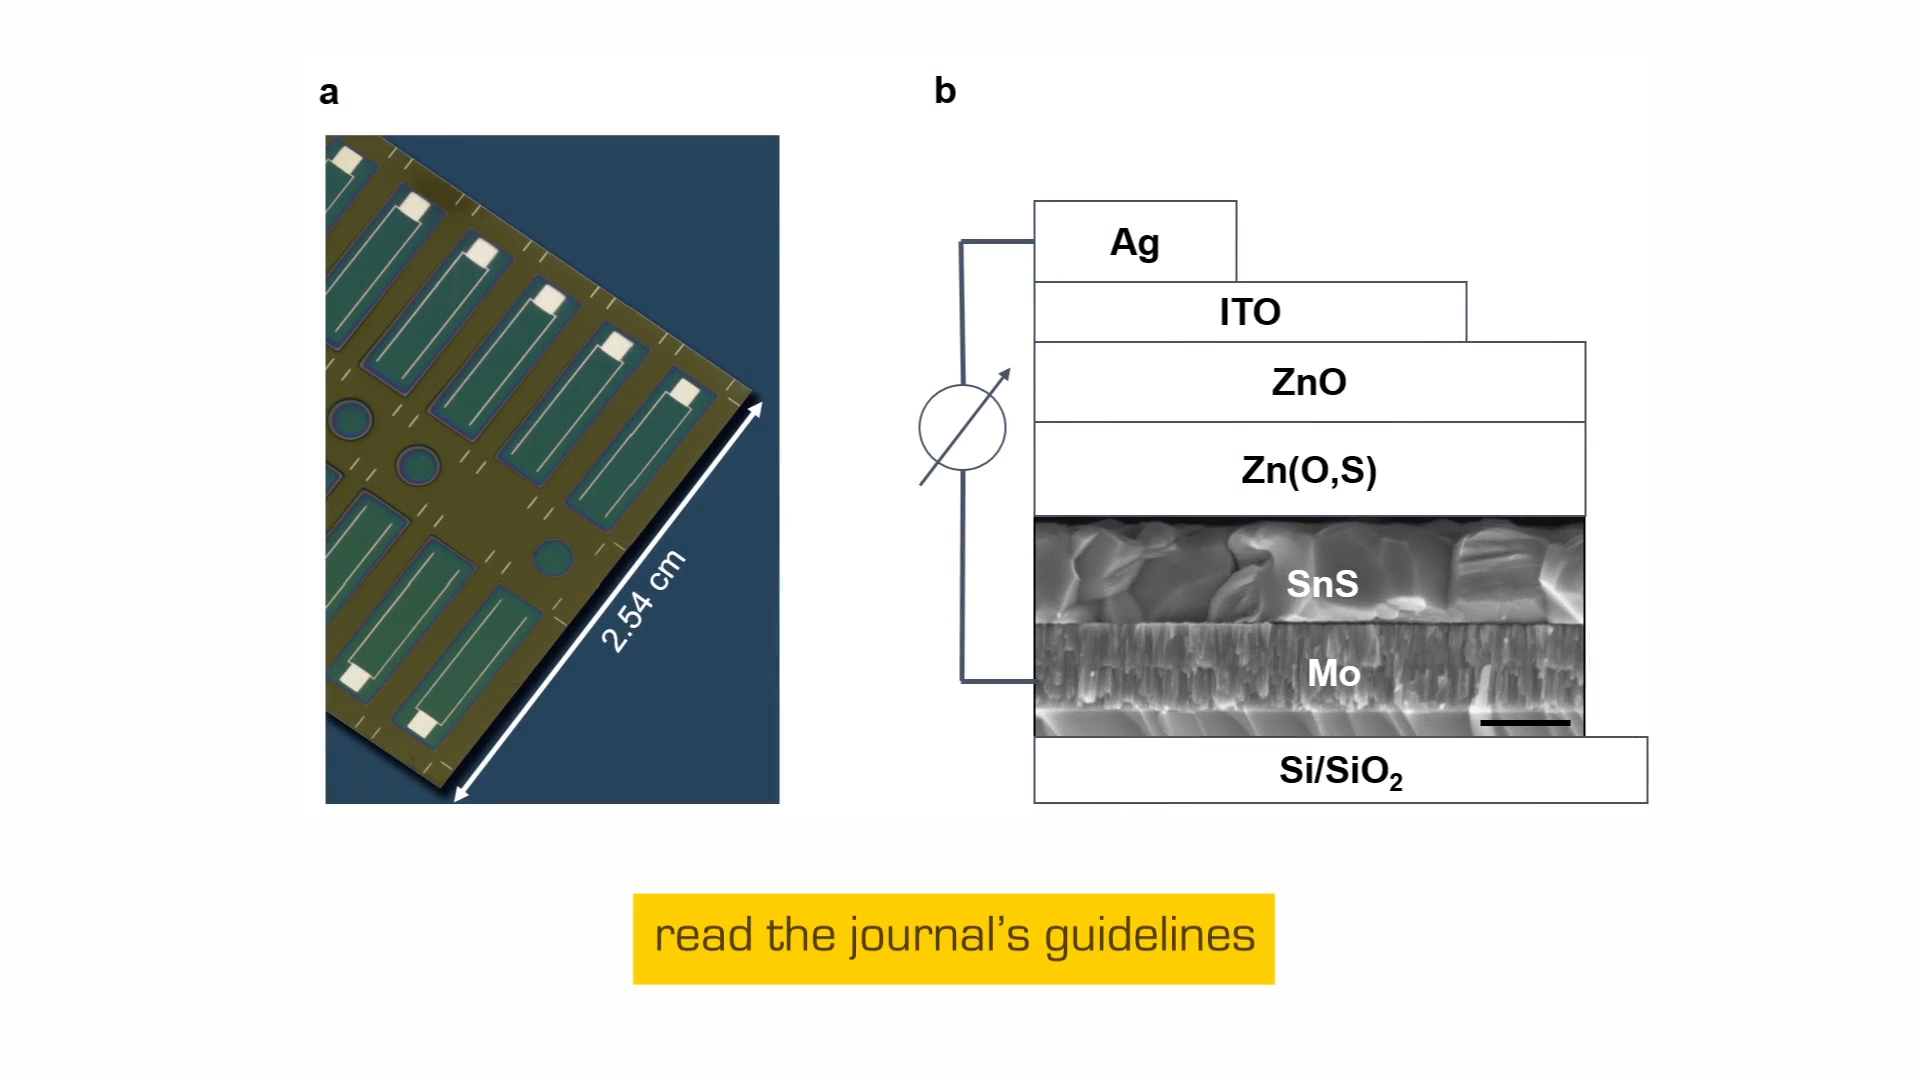 a
b
2.54 cm
Ag
ITO
ZnO
Zn(O,S)
SnS
Mo
Si/SiO₂
read the journal’s guidelines